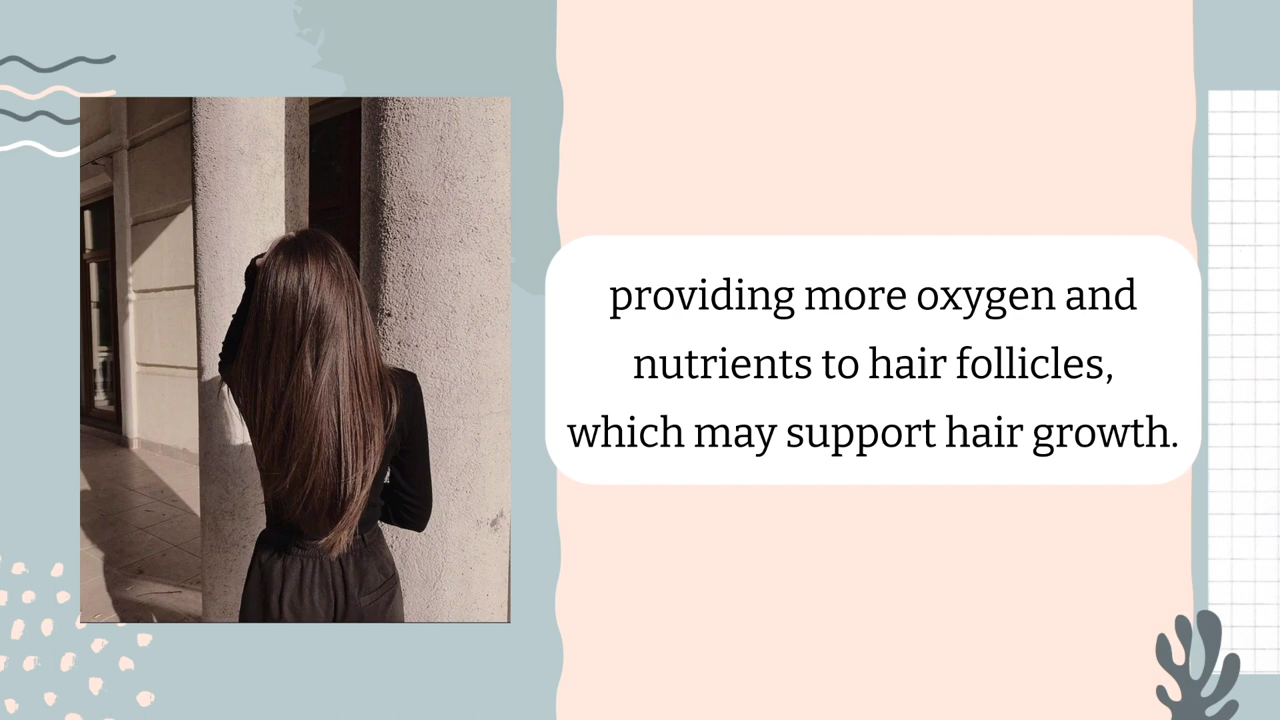 providing more oxygen and
nutrients to hair follicles,
which may support hair growth.